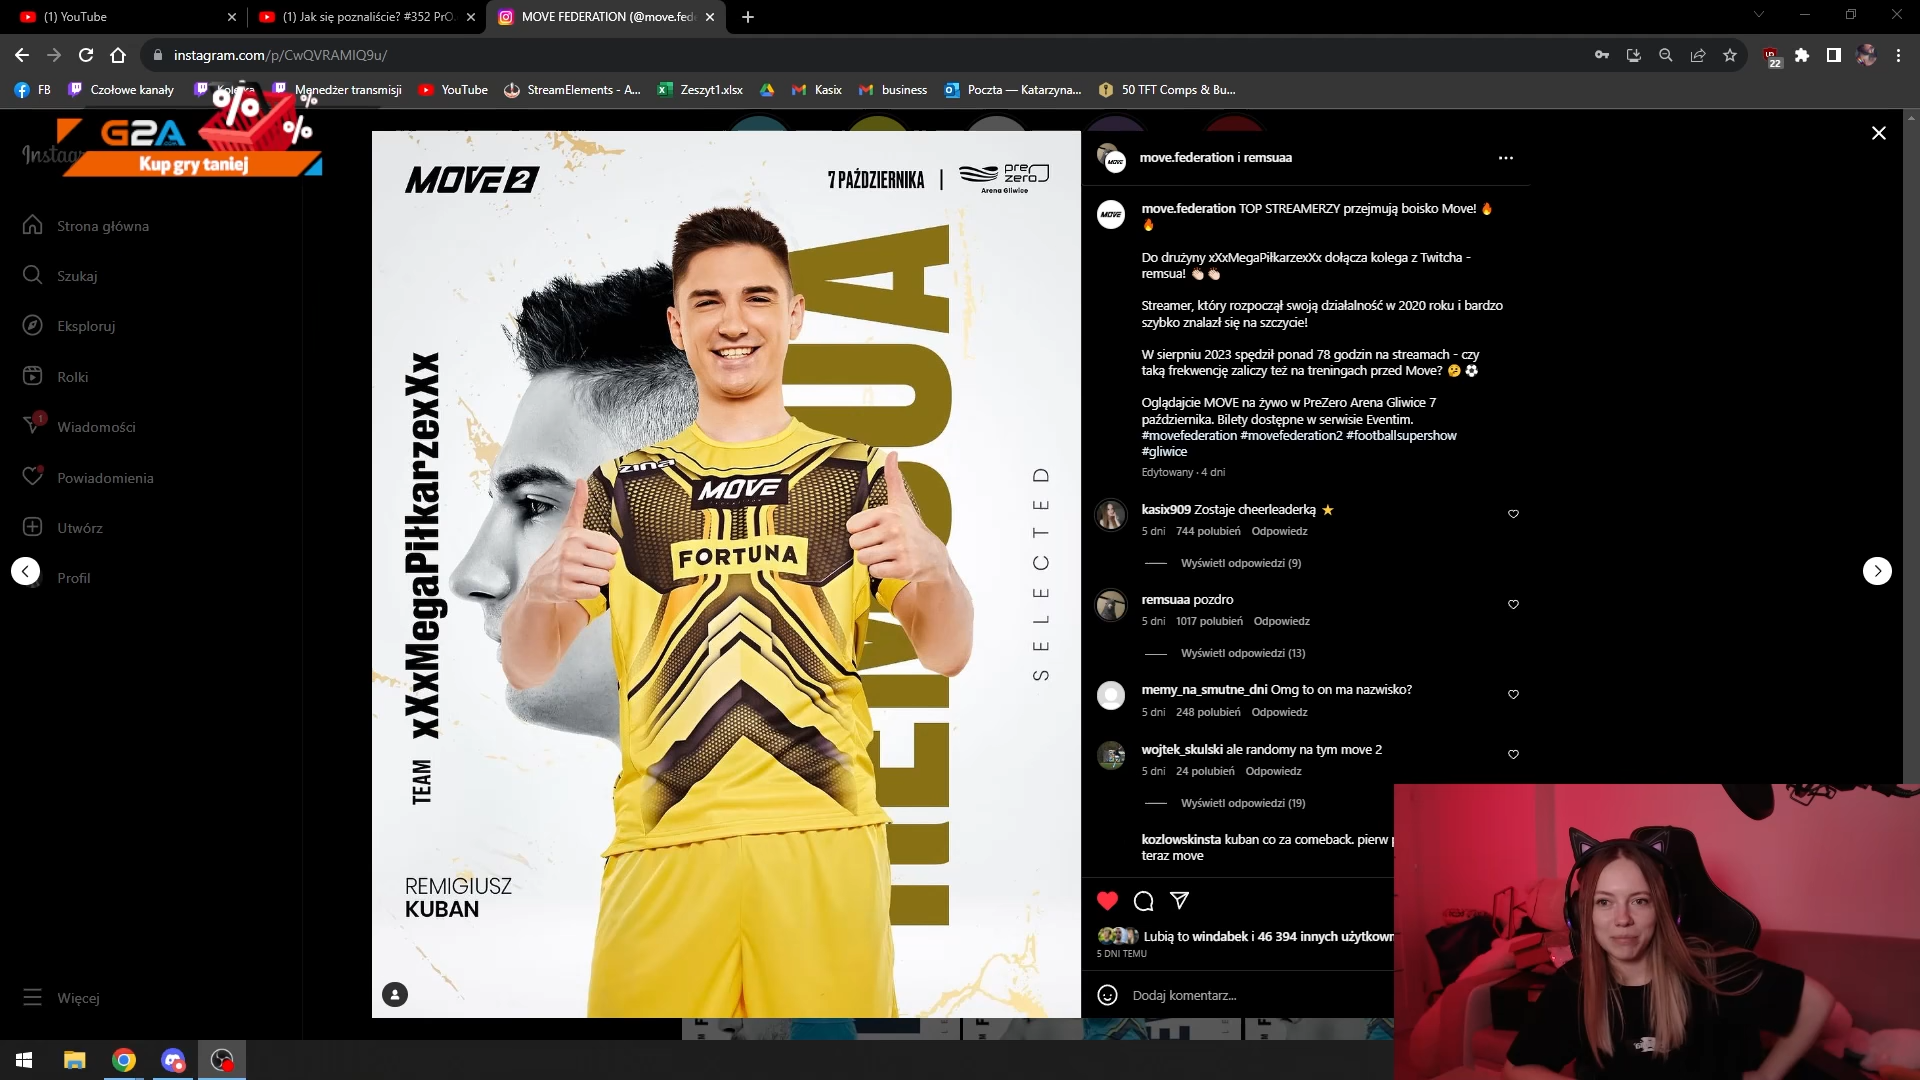 (1) YouTube
(1) Jak się poznaliście? #352 PrO
MOVE FEDERATION (@move.fed
instagram.com/p/CwQVRAMIQ9u/
22
FB
Czołowe kanały
Menedżer transmisji
YouTube
StreamElements - A...
Zeszyt1.xlsx
Kasix
business
Poczta — Katarzyna...
50 TFT Comps & Bu...
G2A
% % %
Kup gry taniej
Strona główna
Szukaj
Eksploruj
Rolki
1
Wiadomości
Powiadomienia
Utwórz
Profil
Więcej
MOVE 2
7 PAŹDZIERNIKA |
prezero
Arena Gliwice
TEAM xXxMegaPiłkarzexXx
zina
MOVE
FORTUNA
SELECTED
REMIGIUSZ
KUBAN
move.federation i remsuaa
MOVE
move.federation TOP STREAMERZY przejmują boisko Move! 🔥
🔥
Do drużyny xXxMegaPiłkarzexXx dołącza kolega z Twitcha -
remsua! 👏🏻 👏🏻
Streamer, który rozpoczął swoją działalność w 2020 roku i bardzo
szybko znalazł się na szczycie!
W sierpniu 2023 spędził ponad 78 godzin na streamach - czy
taką frekwencję zaliczy też na treningach przed Move? 🤔 ⚽
Oglądajcie MOVE na żywo w PreZero Arena Gliwice 7
października. Bilety dostępne w serwisie Eventim.
#movefederation #movefederation2 #footballsupershow
#gliwice
Edytowany · 4 dni
kasix909 Zostaje cheerleaderką ⭐
5 dni 744 polubień Odpowiedz
Wyświetl odpowiedzi (9)
remsuaa pozdro
5 dni 1017 polubień Odpowiedz
Wyświetl odpowiedzi (13)
memy_na_smutne_dni Omg to on ma nazwisko?
5 dni 248 polubień Odpowiedz
wojtek_skulski ale randomy na tym move 2
5 dni 24 polubień Odpowiedz
Wyświetl odpowiedzi (19)
kozlowskinsta kuban co za comeback. pierw
teraz move
Lubią to windabek i 46 394 innych użytkown
5 DNI TEMU
Dodaj komentarz...